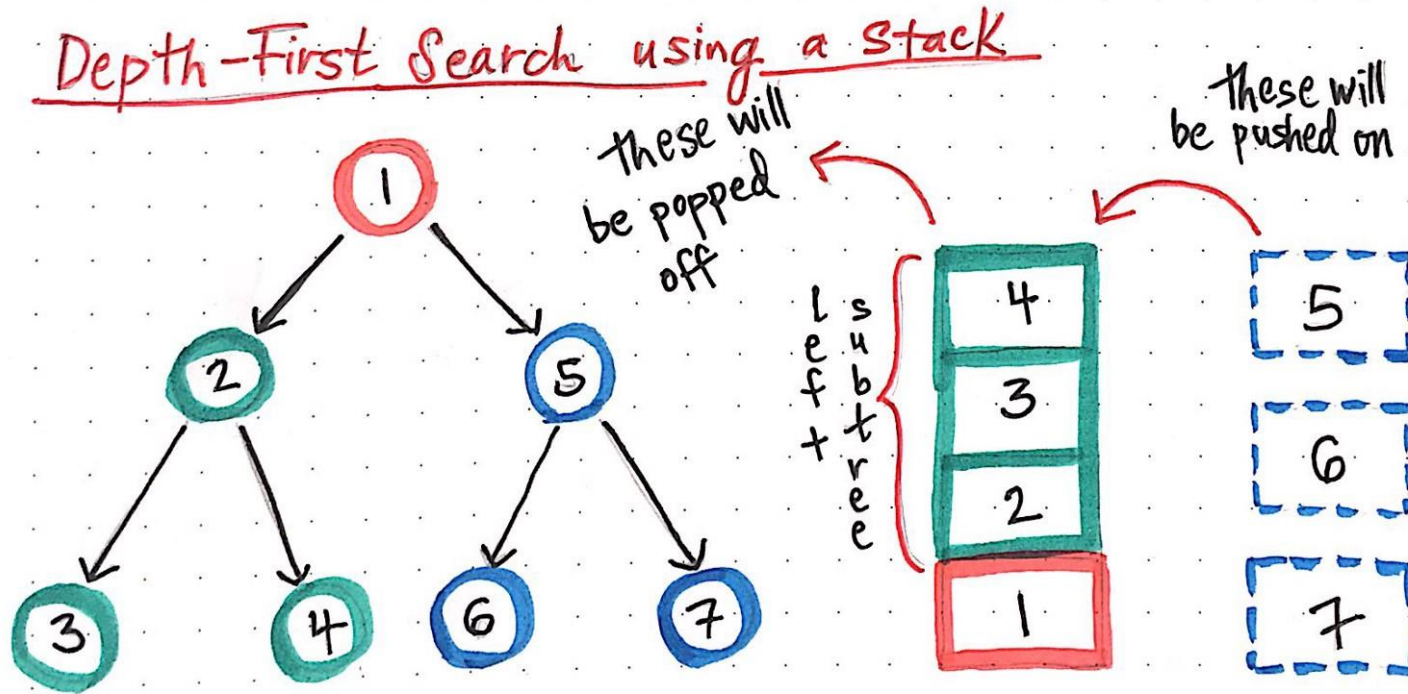 Depth-First Search using a Stack
these will
be popped
off
these will
be pushed on
1
2
5
3
4
6
7
left
subtree
4
3
2
1
5
6
7